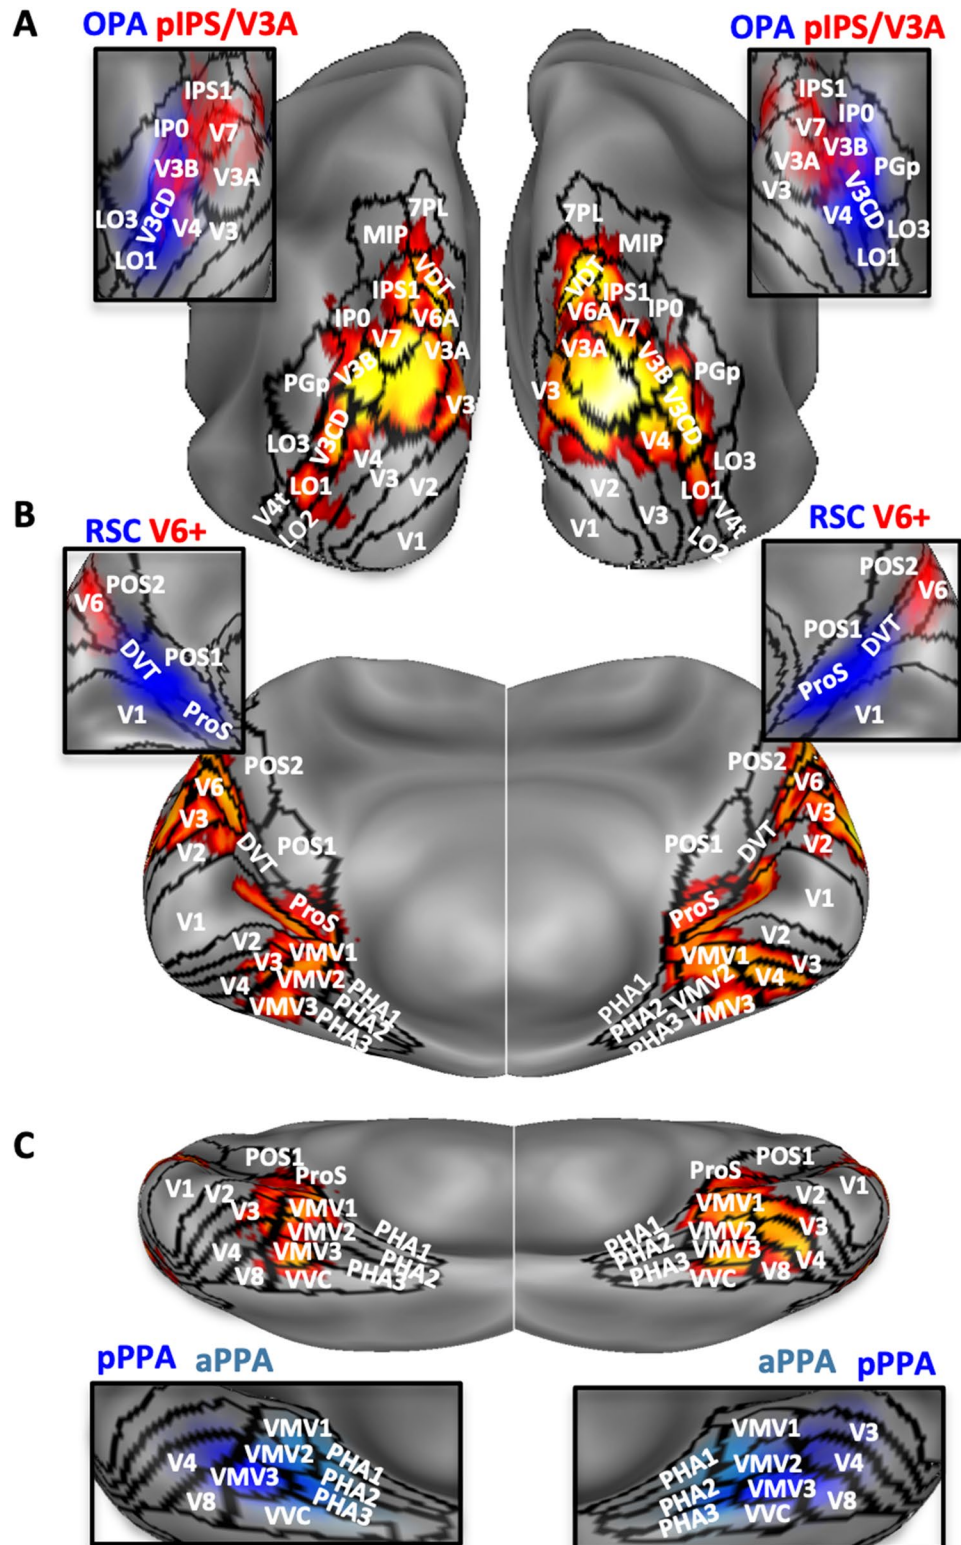 A
OPA pIPS/V3A
OPA pIPS/V3A
IPS1
IP0
V7
V3B
V3A
LO3
V3CD
V4
V3
LO1
IPS1
V7
IP0
V3B
V3A
PGp
V3
V3CD
V4
LO3
LO1
7PL
MIP
VDT
IPS1
IP0
V6A
V7
V3A
V3B
PGp
V3
V3CD
LO3
V4
V3
V2
LO1
V4t
LO2
V1
7PL
MIP
VDT
IPS1
IP0
V6A
V7
V3A
V3B
PGp
V3
V3CD
V4
LO3
V2
LO1
V3
V4t
V1
LO2
B
RSC V6+
RSC V6+
POS2
V6
DVT
POS1
V1
ProS
POS2
V6
POS1
DVT
ProS
V1
POS2
V6
V3
V2
DVT
POS1
V1
ProS
V2
VMV1
V3
V4
VMV2
VMV3
PHA1
PHA2
PHA3
POS2
V6
V3
POS1
DVT
V2
ProS
V1
V2
VMV1
V3
V4
VMV2
VMV3
PHA1
PHA2
PHA3
C
POS1
ProS
V1
V2
V3
VMV1
VMV2
V4
VMV3
PHA1
PHA2
PHA3
V8
VVC
POS1
ProS
V1
V2
VMV1
V3
PHA1
VMV2
PHA2
VMV3
V4
PHA3
V8
VVC
pPPA aPPA
aPPA pPPA
VMV1
V4
VMV2
PHA1
VMV3
PHA2
V8
PHA3
VVC
VMV1
V3
PHA1
VMV2
V4
PHA2
VMV3
V8
PHA3
VVC